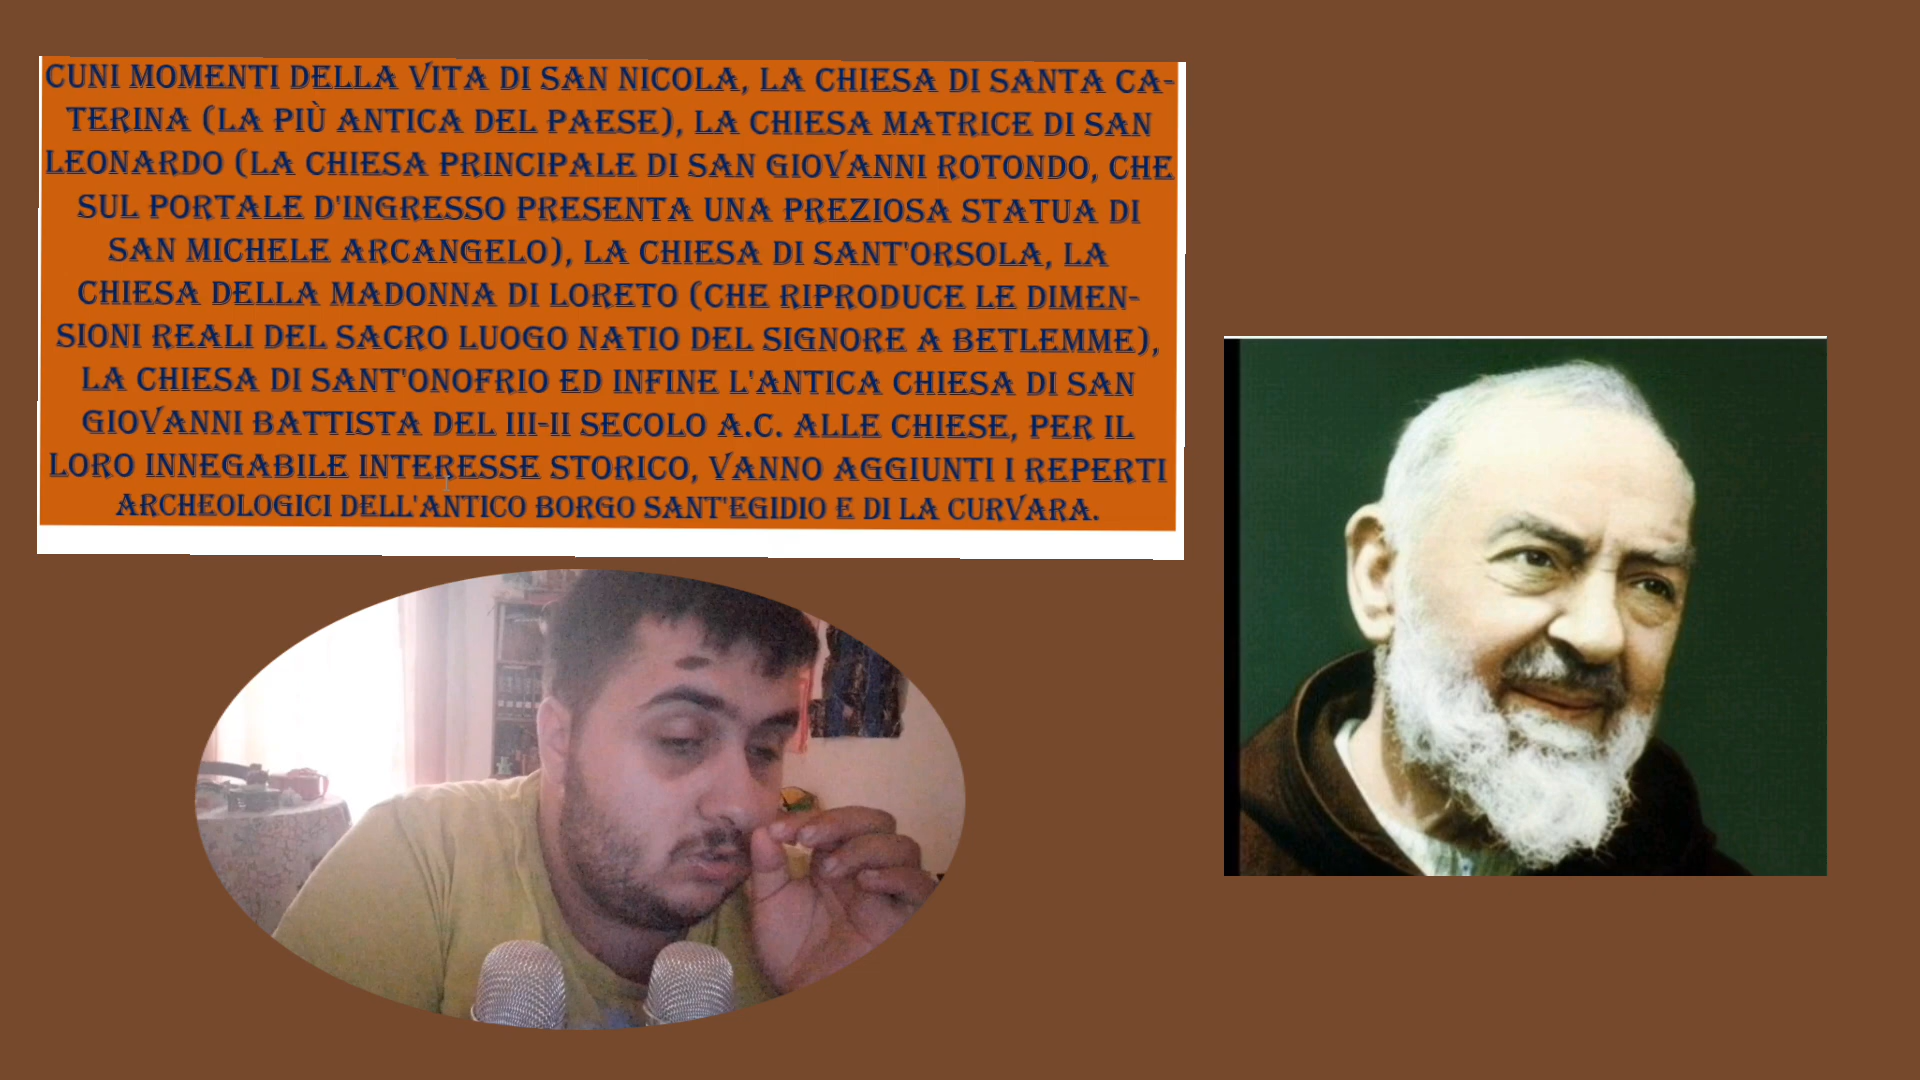 CUNI MOMENTI DELLA VITA DI SAN NICOLA, LA CHIESA DI SANTA CA-
TERINA (LA PIÙ ANTICA DEL PAESE), LA CHIESA MATRICE DI SAN
LEONARDO (LA CHIESA PRINCIPALE DI SAN GIOVANNI ROTONDO, CHE
SUL PORTALE D'INGRESSO PRESENTA UNA PREZIOSA STATUA DI
SAN MICHELE ARCANGELO), LA CHIESA DI SANT'ORSOLA, LA
CHIESA DELLA MADONNA DI LORETO (CHE RIPRODUCE LE DIMEN-
SIONI REALI DEL SACRO LUOGO NATIO DEL SIGNORE A BETLEMME),
LA CHIESA DI SANT'ONOFRIO ED INFINE L'ANTICA CHIESA DI SAN
GIOVANNI BATTISTA DEL III-II SECOLO A.C. ALLE CHIESE, PER IL
LORO INNEGABILE INTERESSE STORICO, VANNO AGGIUNTI I REPERTI
ARCHEOLOGICI DELL'ANTICO BORGO SANT'EGIDIO E DI LA CURVARA.